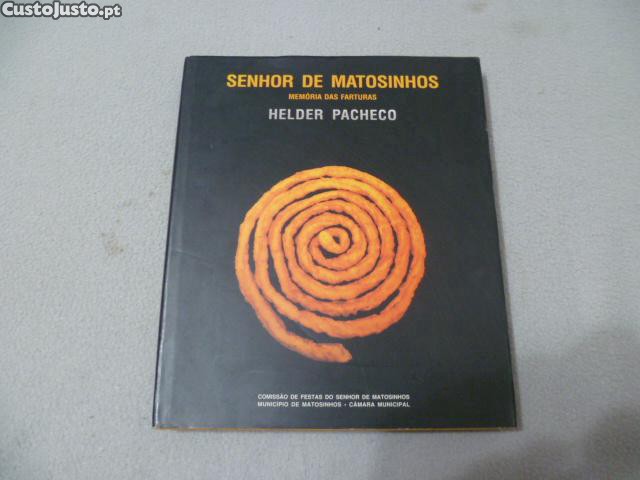 CustoJusto.pt
SENHOR DE MATOSINHOS
MEMÓRIA DAS FARTURAS
HELDER PACHECO
COMISSÃO DE FESTAS DO SENHOR DE MATOSINHOS
MUNICÍPIO DE MATOSINHOS - CÂMARA MUNICIPAL